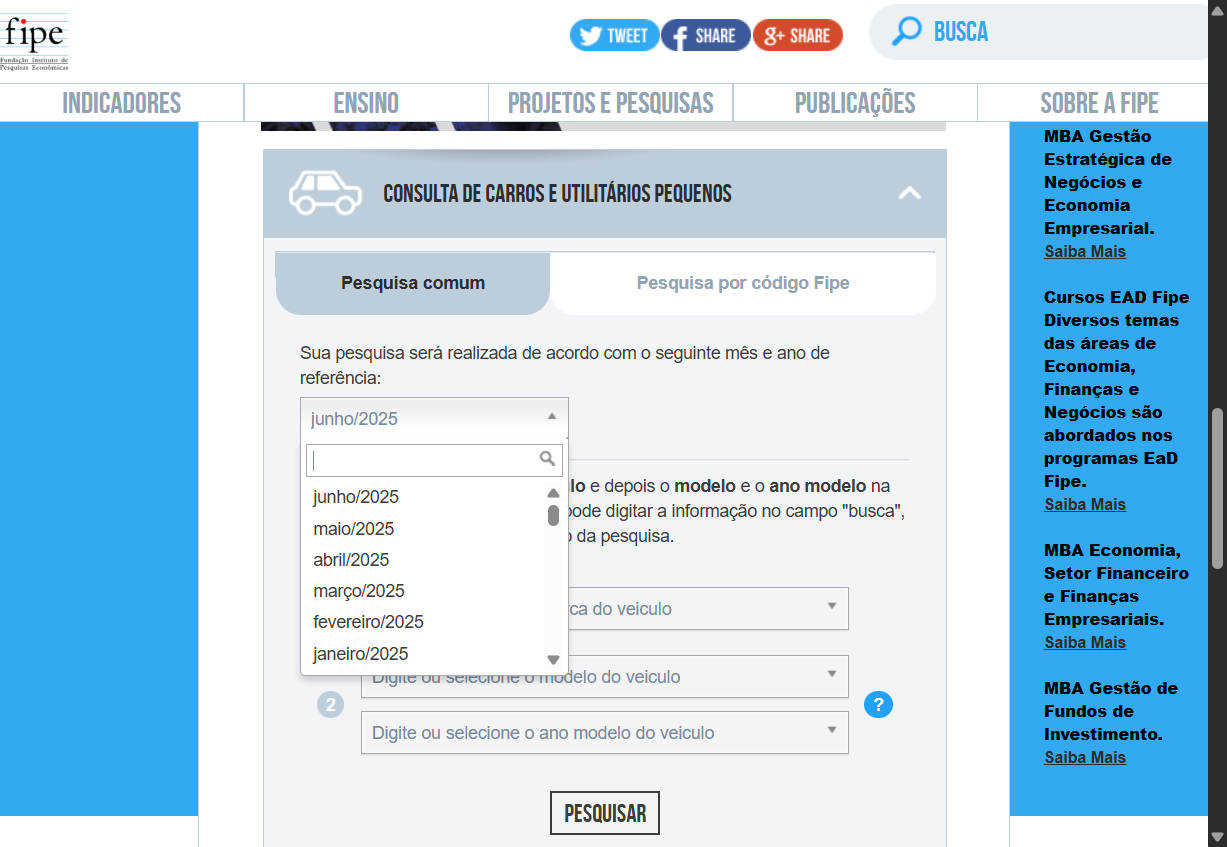 fipe
Fundação Instituto de
Pesquisas Econômicas
TWEET
SHARE
g+ SHARE
BUSCA
INDICADORES
ENSINO
PROJETOS E PESQUISAS
PUBLICAÇÕES
SOBRE A FIPE
CONSULTA DE CARROS E UTILITÁRIOS PEQUENOS
Pesquisa comum
Pesquisa por código Fipe
Sua pesquisa será realizada de acordo com o seguinte mês e ano de
referência:
junho/2025
junho/2025
maio/2025
abril/2025
março/2025
fevereiro/2025
janeiro/2025
e depois o modelo e o ano modelo na
pode digitar a informação no campo "busca",
da pesquisa.
do veiculo
Digite ou selecione o modelo do veiculo
2
?
Digite ou selecione o ano modelo do veiculo
PESQUISAR
MBA Gestão
Estratégica de
Negócios e
Economia
Empresarial.
Saiba Mais
Cursos EAD Fipe
Diversos temas
das áreas de
Economia,
Finanças e
Negócios são
abordados nos
programas EaD
Fipe.
Saiba Mais
MBA Economia,
Setor Financeiro
e Finanças
Empresariais.
Saiba Mais
MBA Gestão de
Fundos de
Investimento.
Saiba Mais